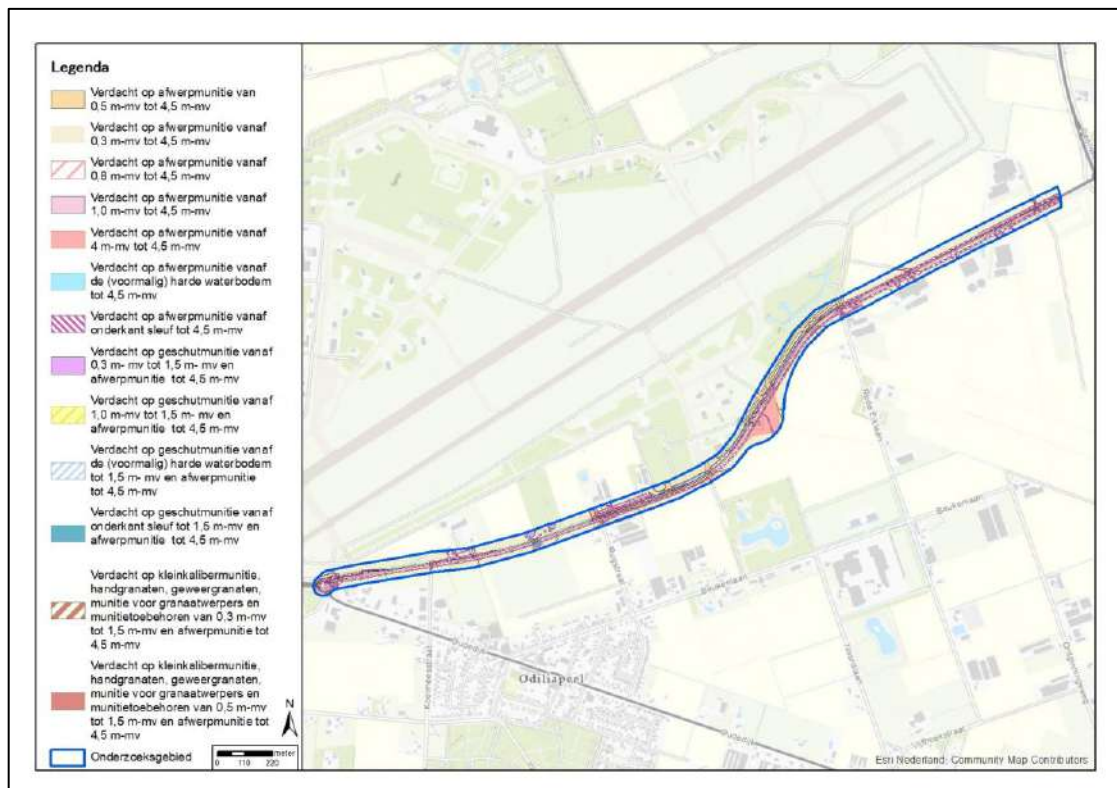 Legenda
Verdacht op afwerpmunitie van
0,5 m-mv tot 4,5 m-mv
Verdacht op afwerpmunitie vanaf
0,3 m-mv tot 4,5 m-mv
Verdacht op afwerpmunitie vanaf
0,8 m-mv tot 4,5 m-mv
Verdacht op afwerpmunitie vanaf
1,0 m-mv tot 4,5 m-mv
Verdacht op afwerpmunitie vanaf
4 m-mv tot 4,5 m-mv
Verdacht op afwerpmunitie vanaf
de (voormalig) harde waterbodem
tot 4,5 m-mv
Verdacht op afwerpmunitie vanaf
onderkant sleuf tot 4,5 m-mv
Verdacht op geschutmunitie vanaf
0,3 m- mv tot 1,5 m- mv en
afwerpmunitie tot 4,5 m-mv
Verdacht op geschutmunitie vanaf
1,0 m-mv tot 1,5 m- mv en
afwerpmunitie tot 4,5 m-mv
Verdacht op geschutmunitie vanaf
de (voormalig) harde waterbodem
tot 1,5 m- mv en afwerpmunitie
tot 4,5 m-mv
Verdacht op geschutmunitie vanaf
onderkant sleuf tot 1,5 m-mv en
afwerpmunitie tot 4,5 m-mv
Verdacht op kleinkalibermunitie,
handgranaten, geweergranaten,
munitie voor granaatwerpers en
munitietoebehoren van 0,3 m-mv
tot 1,5 m-mv en afwerpmunitie tot
4,5 m-mv
Verdacht op kleinkalibermunitie,
handgranaten, geweergranaten,
munitie voor granaatwerpers en
munitietoebehoren van 0,5 m-mv
tot 1,5 m-mv en afwerpmunitie tot
4,5 m-mv
N
Onderzoeksgebied
meter
0 110 220
Beukenlaan
Beukenlaan
Odiliapeel
Oudedijk
Esri Nederland, Community Map Contributors